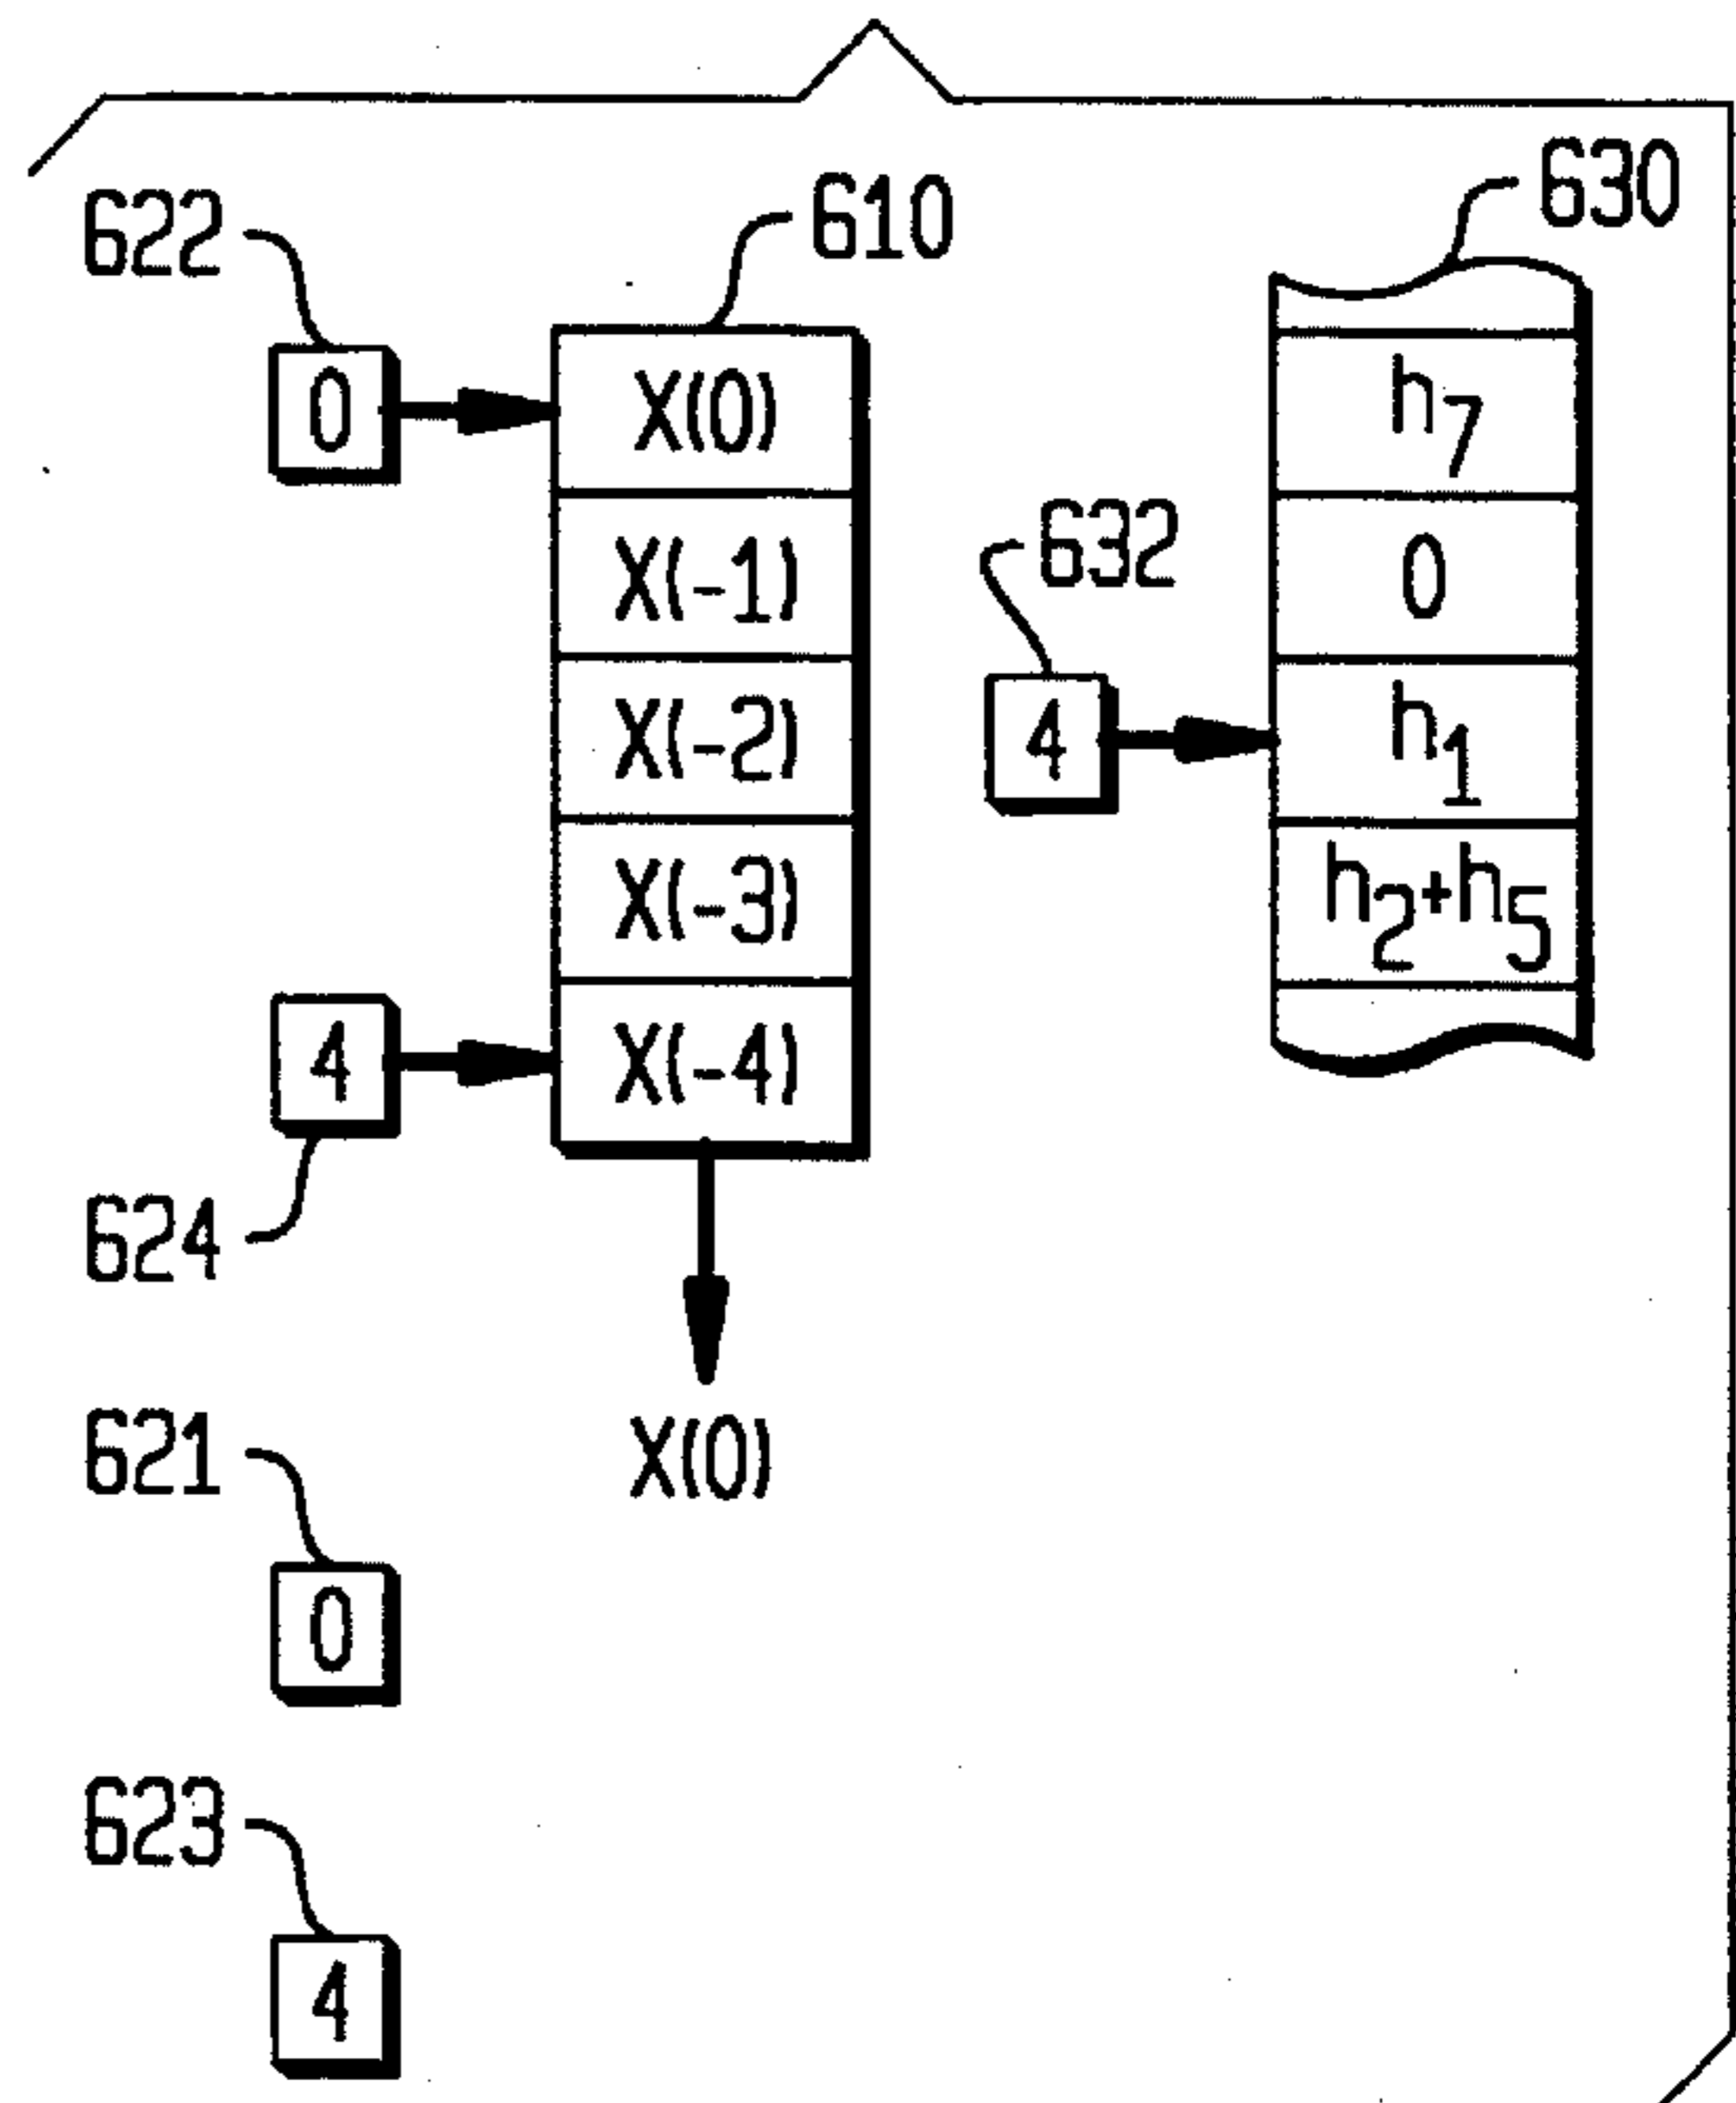 622
610
630
0
X(0)
h7
X(-1)
632
0
X(-2)
4
h1
X(-3)
h2+h5
4
X(-4)
624
621
X(0)
0
623
4